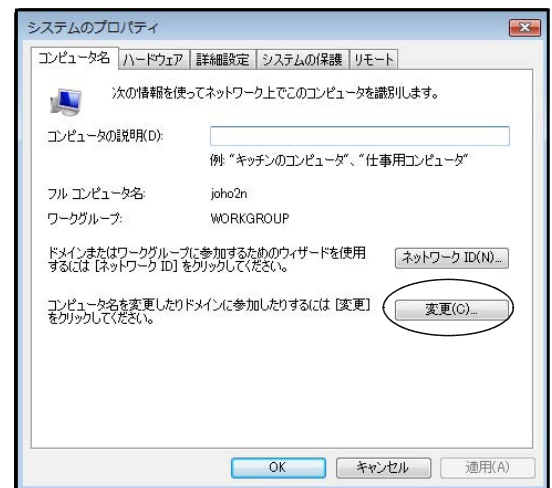 システムのプロパティ
コンピュータ名 ハードウェア 詳細設定 システムの保護 リモート
次の情報を使ってネットワーク上でこのコンピュータを識別します。
コンピュータの説明(D):
例: "キッチンのコンピュータ"、"仕事用コンピュータ"
フル コンピュータ名: joho2n
ワークグループ: WORKGROUP
ドメインまたはワークグループに参加するためのウィザードを使用
するには [ネットワーク ID] をクリックしてください。
ネットワーク ID(N)...
コンピュータ名を変更したりドメインに参加したりするには [変更]
をクリックしてください。
変更(C)...
OK キャンセル 適用(A)